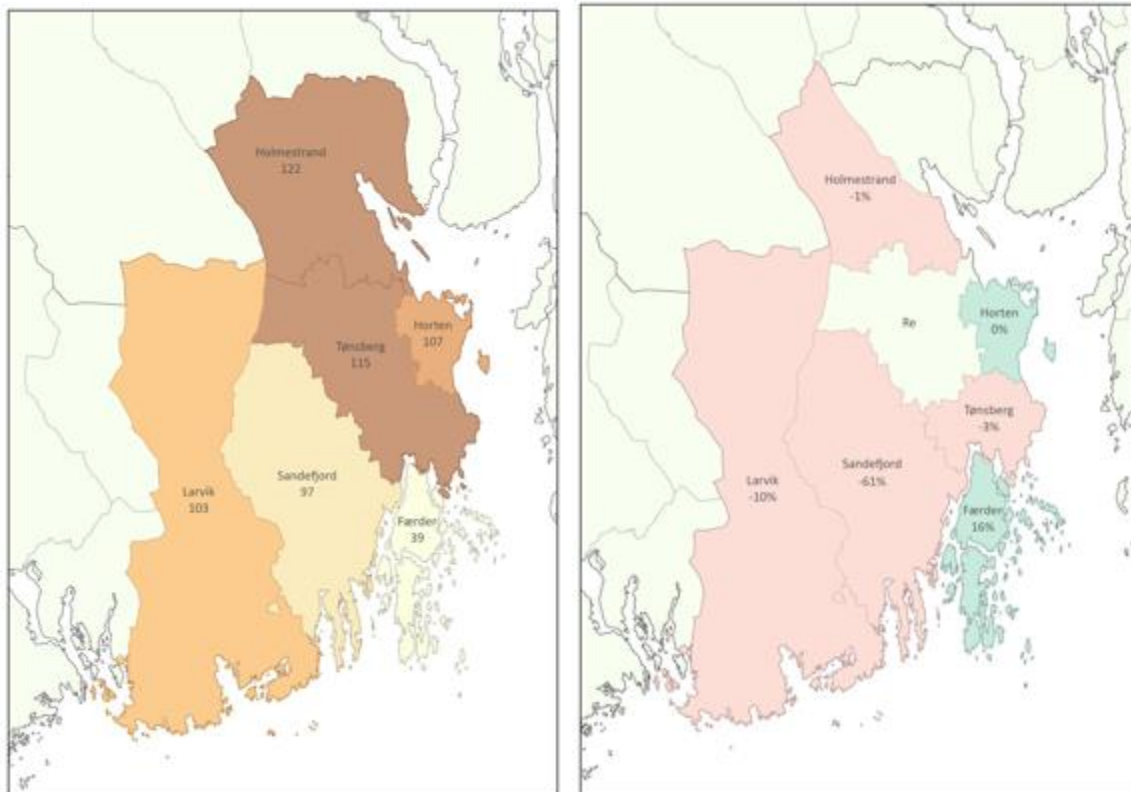 Holmestrand
122
Horten
107
Tønsberg
115
Sandefjord
97
Larvik
103
Færder
39
Holmestrand
-1%
Re
Horten
0%
Tønsberg
-3%
Sandefjord
-61%
Larvik
-10%
Færder
16%